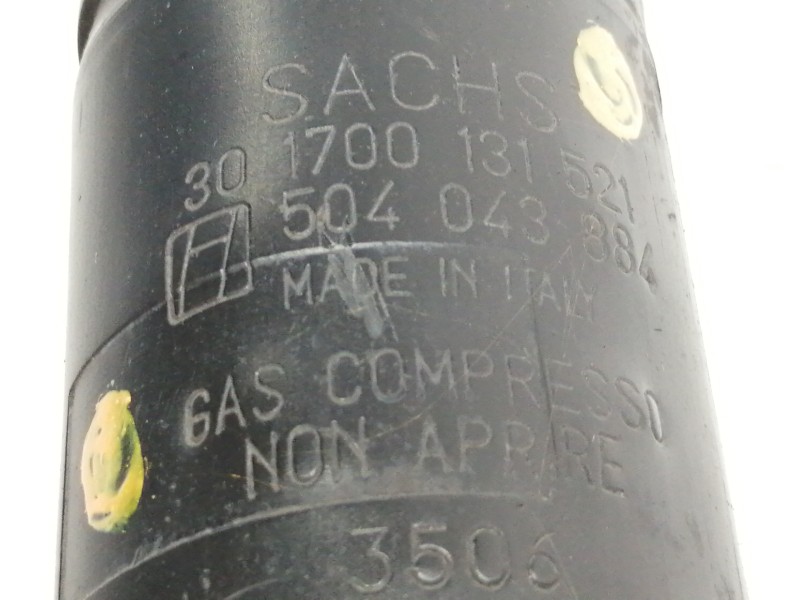 SACHS
30 1700 131 521
504 043 884
MADE IN ITALY
GAS COMPRESSO
NON APRIRE
3506